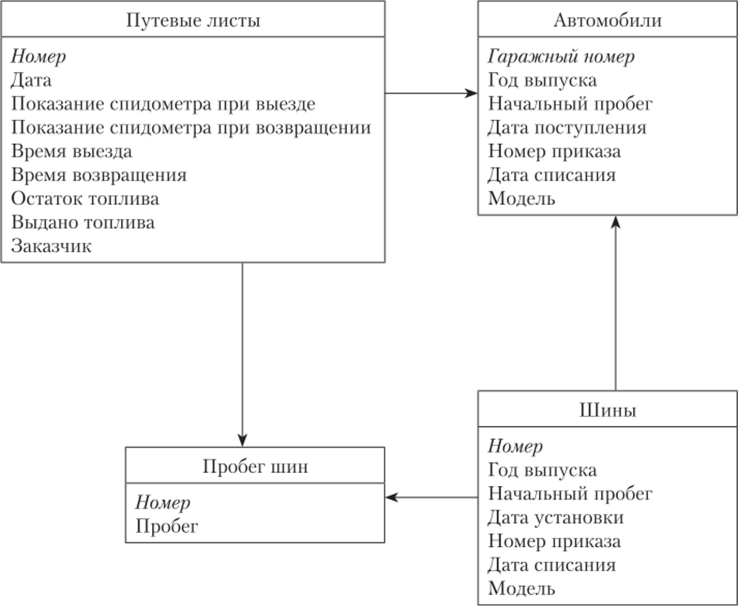 Путевые листы
Номер
Дата
Показание спидометра при выезде
Показание спидометра при возвращении
Время выезда
Время возвращения
Остаток топлива
Выдано топлива
Заказчик
Автомобили
Гаражный номер
Год выпуска
Начальный пробег
Дата поступления
Номер приказа
Дата списания
Модель
Пробег шин
Номер
Пробег
Шины
Номер
Год выпуска
Начальный пробег
Дата установки
Номер приказа
Дата списания
Модель